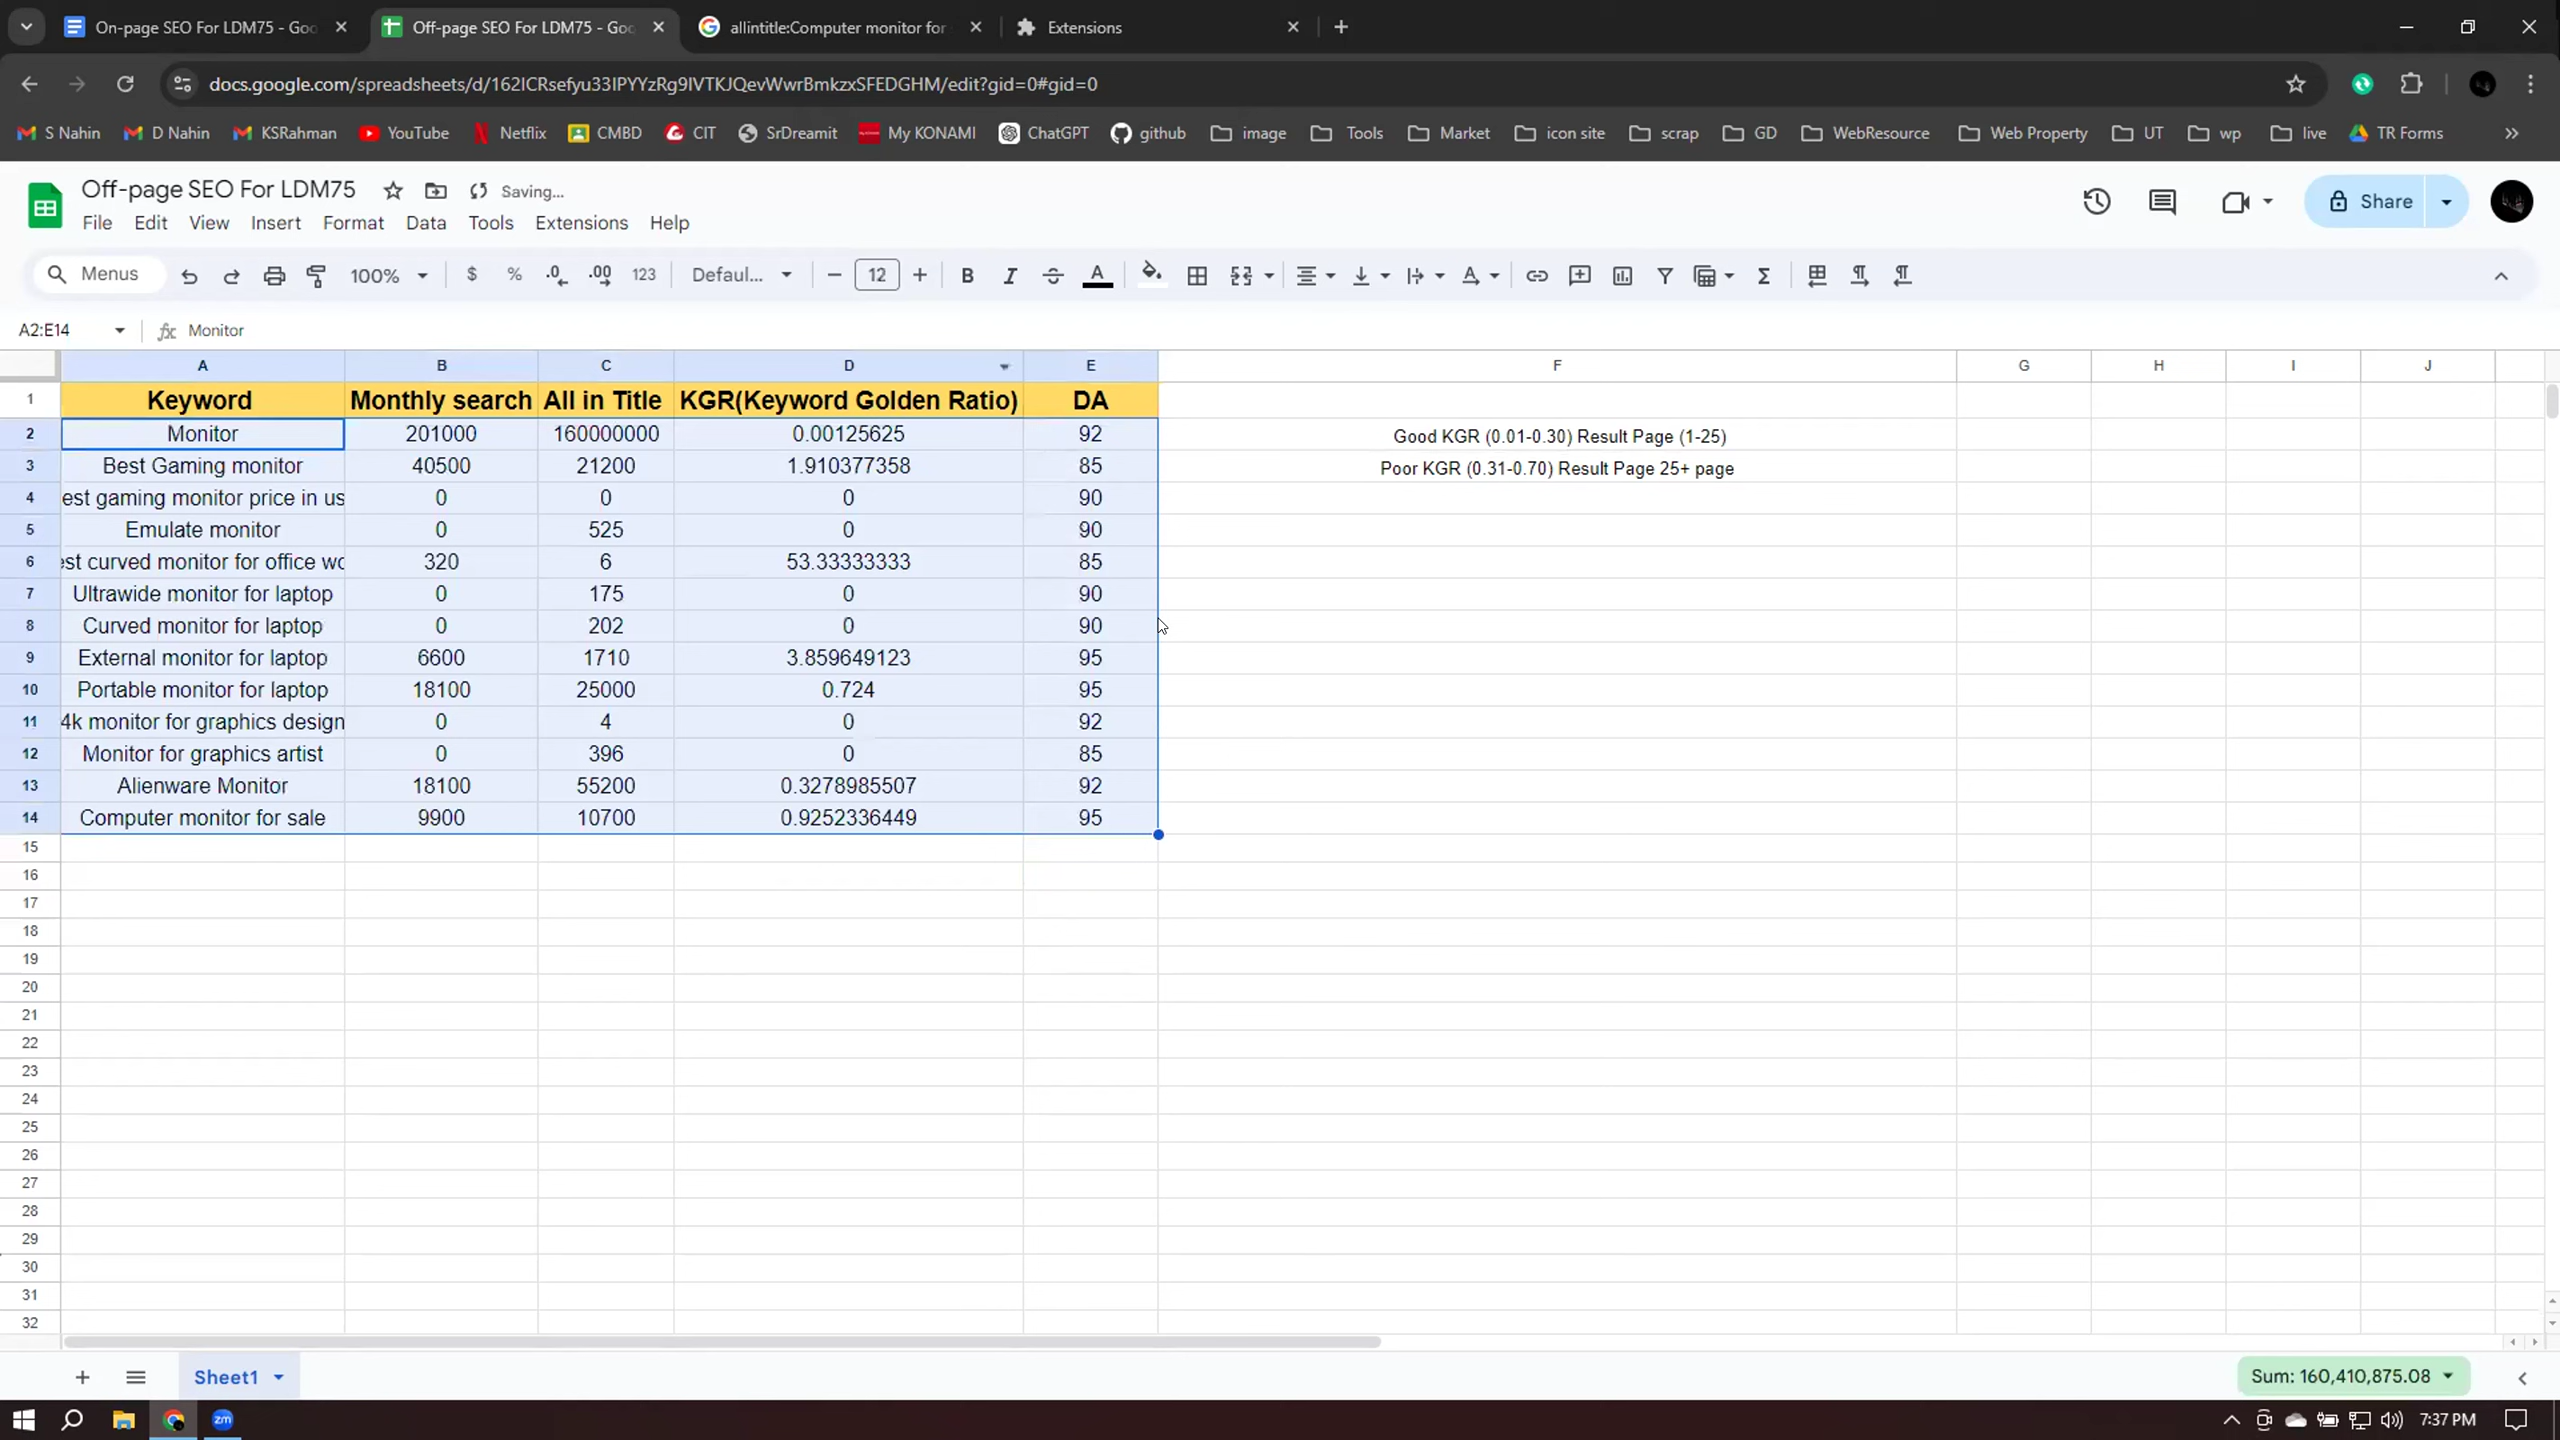 On-page SEO For LDM75 - Goo
Off-page SEO For LDM75 - Goo
allintitle:Computer monitor for
Extensions
docs.google.com/spreadsheets/d/162ICRsefyu33IPYYzRg9IVTKJQevWwrBmkzxSFEDGHM/edit?gid=0#gid=0
S Nahin D Nahin KSRahman YouTube Netflix CMBD CIT SrDreamit My KONAMI ChatGPT github image Tools Market icon site scrap GD WebResource Web Property UT wp live TR Forms
Off-page SEO For LDM75 Saving...
File Edit View Insert Format Data Tools Extensions Help
Share
Menus 100% $ % .0 .00 123 Defaul... 12 B I
A2:E14 fx Monitor
A B C D E F G H I J
1 Keyword Monthly search All in Title KGR(Keyword Golden Ratio) DA
2 Monitor 201000 160000000 0.00125625 92 Good KGR (0.01-0.30) Result Page (1-25)
3 Best Gaming monitor 40500 21200 1.910377358 85 Poor KGR (0.31-0.70) Result Page 25+ page
4 est gaming monitor price in us 0 0 0 90
5 Emulate monitor 0 525 0 90
6 est curved monitor for office wo 320 6 53.33333333 85
7 Ultrawide monitor for laptop 0 175 0 90
8 Curved monitor for laptop 0 202 0 90
9 External monitor for laptop 6600 1710 3.859649123 95
10 Portable monitor for laptop 18100 25000 0.724 95
11 4k monitor for graphics design 0 4 0 92
12 Monitor for graphics artist 0 396 0 85
13 Alienware Monitor 18100 55200 0.3278985507 92
14 Computer monitor for sale 9900 10700 0.9252336449 95
15
16
17
18
19
20
21
22
23
24
25
26
27
28
29
30
31
32
Sheet1
Sum: 160,410,875.08
zm
7:37 PM